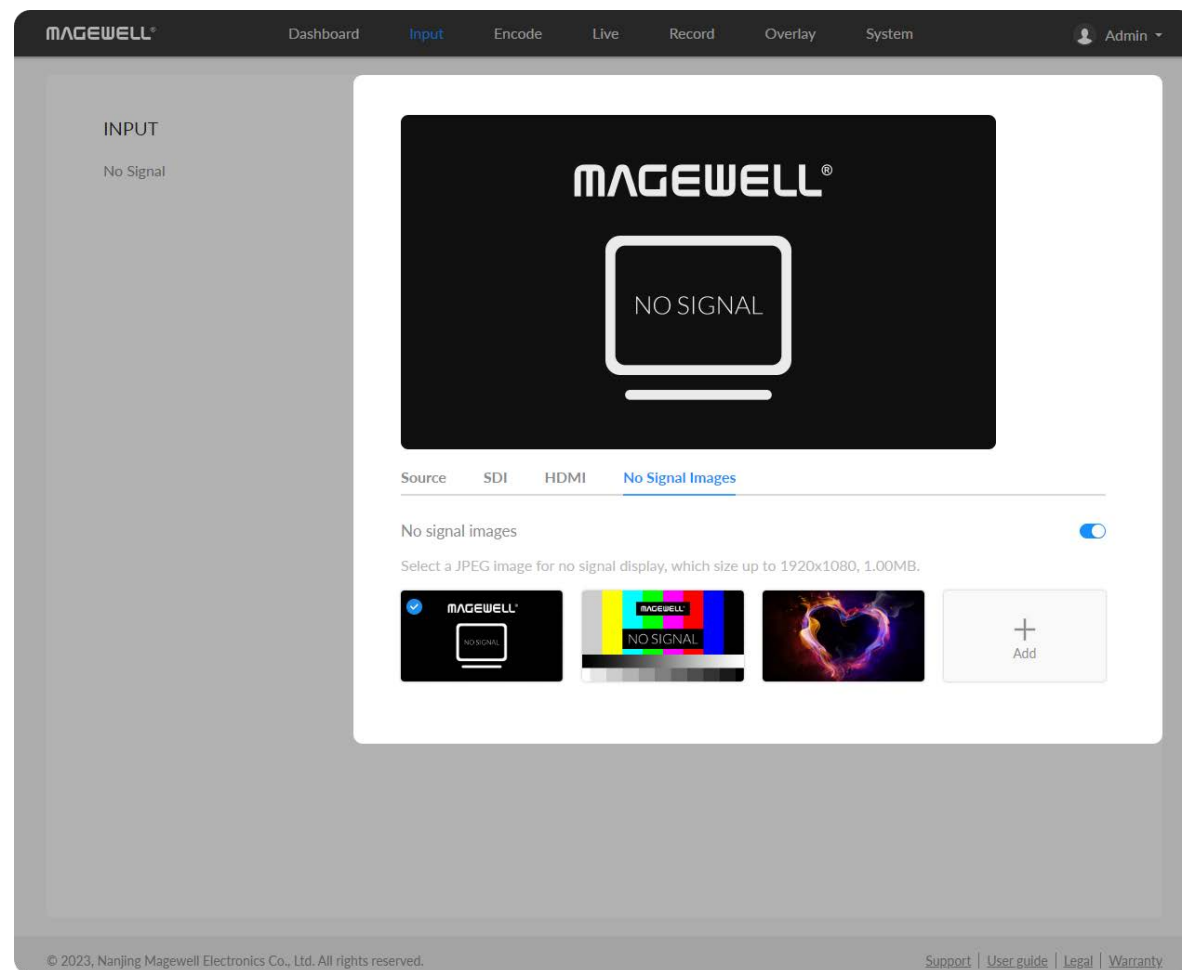 MAGEWELL®
Dashboard Input Encode Live Record Overlay System Admin
INPUT
No Signal
MAGEWELL®
NO SIGNAL
Source SDI HDMI No Signal Images
No signal images
Select a JPEG image for no signal display, which size up to 1920x1080, 1.00MB.
MAGEWELL®
NO SIGNAL
MAGEWELL®
NO SIGNAL
Add
© 2023, Nanjing Magewell Electronics Co., Ltd. All rights reserved.
Support | User guide | Legal | Warranty